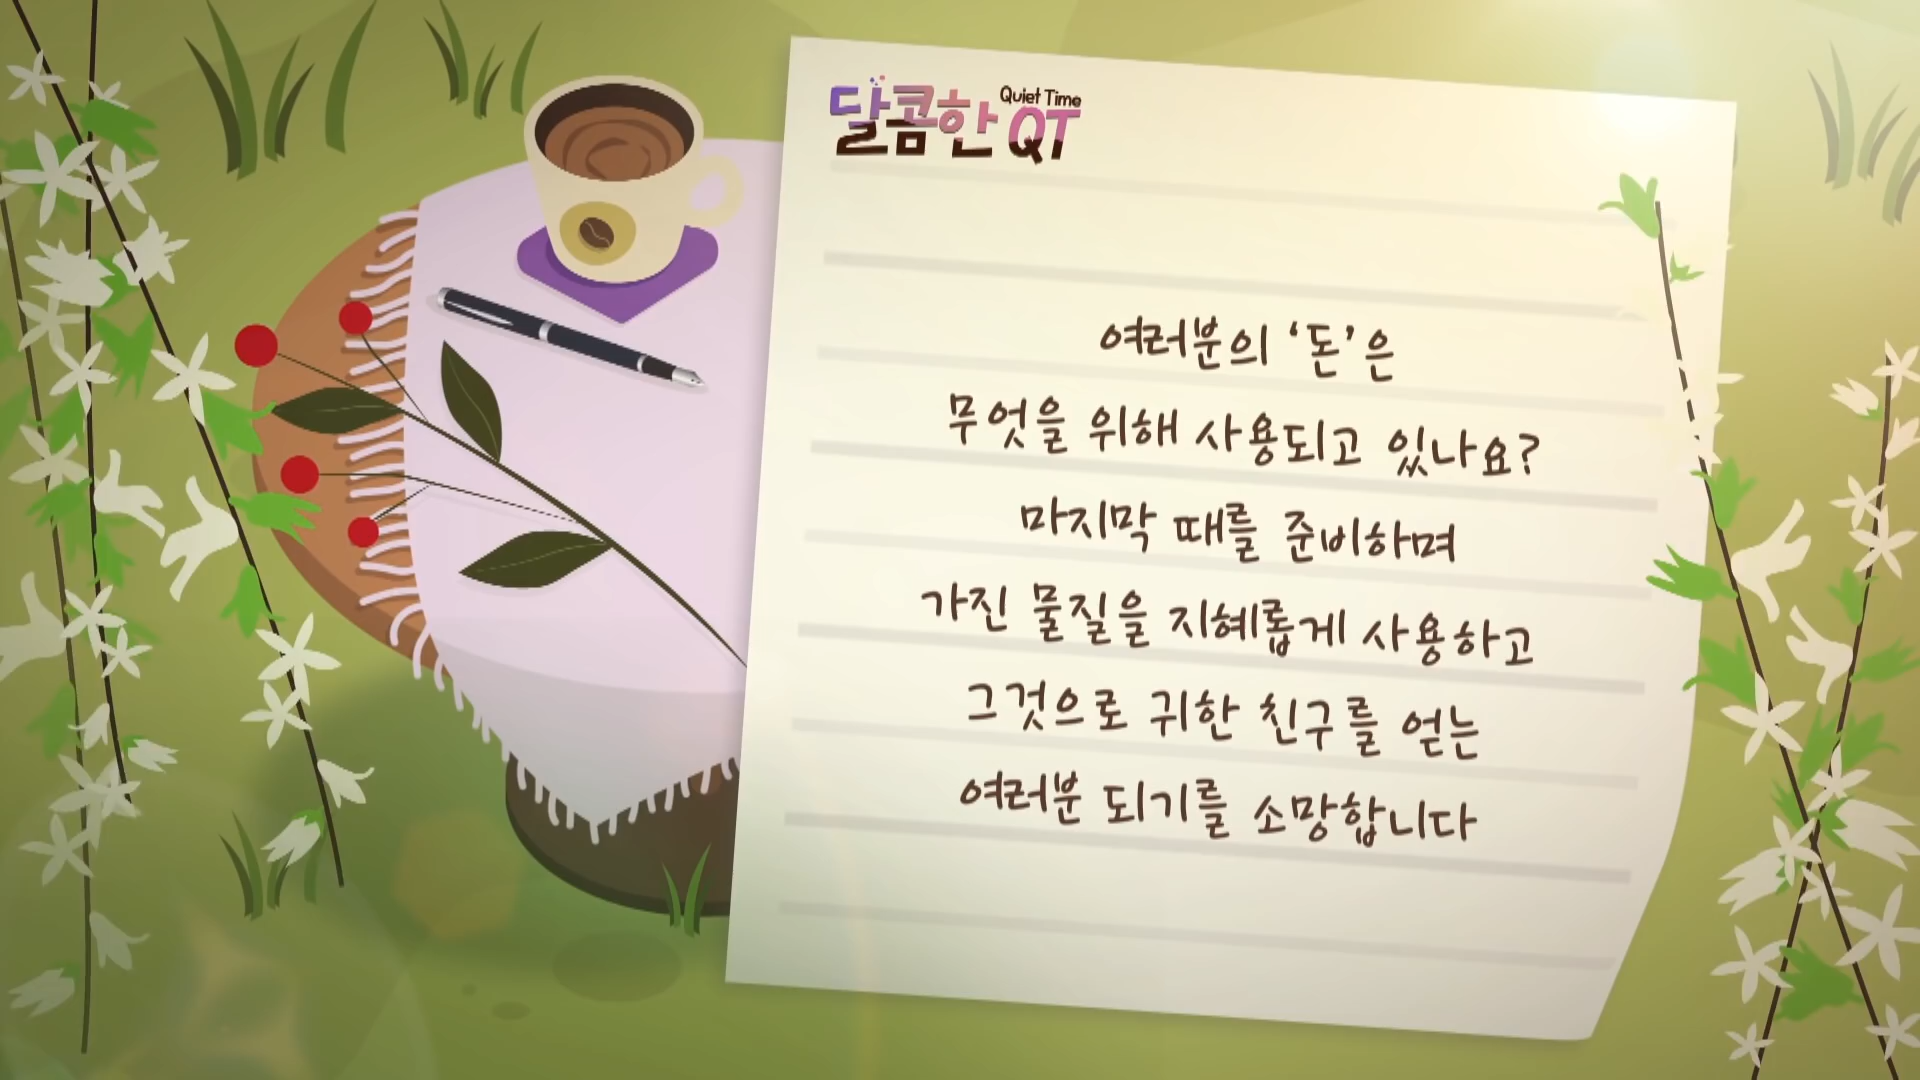 달콤한 QT
Quiet Time
여러분의 ‘돈’은
무엇을 위해 사용되고 있나요?
마지막 때를 준비하며
가진 물질을 지혜롭게 사용하고
그것으로 귀한 친구를 얻는
여러분 되기를 소망합니다